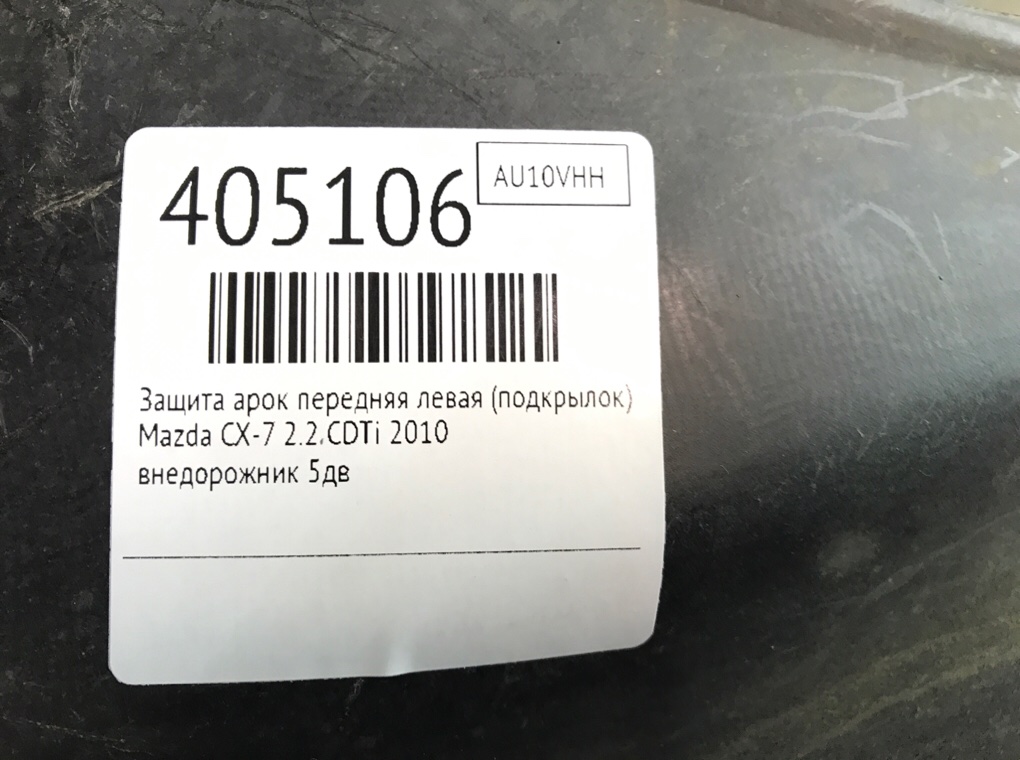 405106
AU10VHH
Защита арок передняя левая (подкрылок)
Mazda CX-7 2.2 CDTi 2010
внедорожник 5дв